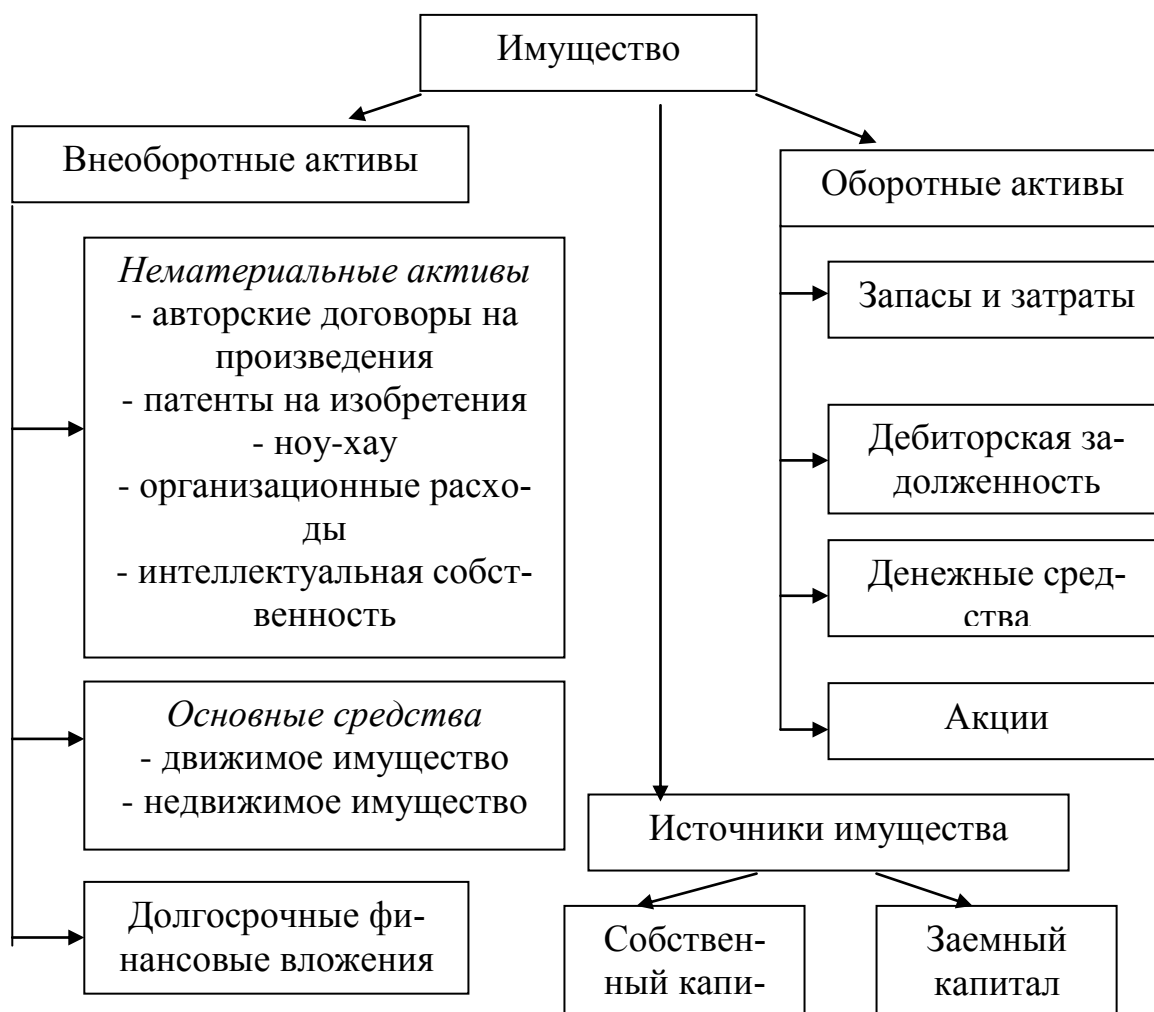 Имущество
Внеоборотные активы
Нематериальные активы
- авторские договоры на
произведения
- патенты на изобретения
- ноу-хау
- организационные расхо-
ды
- интеллектуальная собст-
венность
Основные средства
- движимое имущество
- недвижимое имущество
Долгосрочные фи-
нансовые вложения
Оборотные активы
Запасы и затраты
Дебиторская за-
долженность
Денежные сред-
ства
Акции
Источники имущества
Собствен-
ный капи-
Заемный
капитал